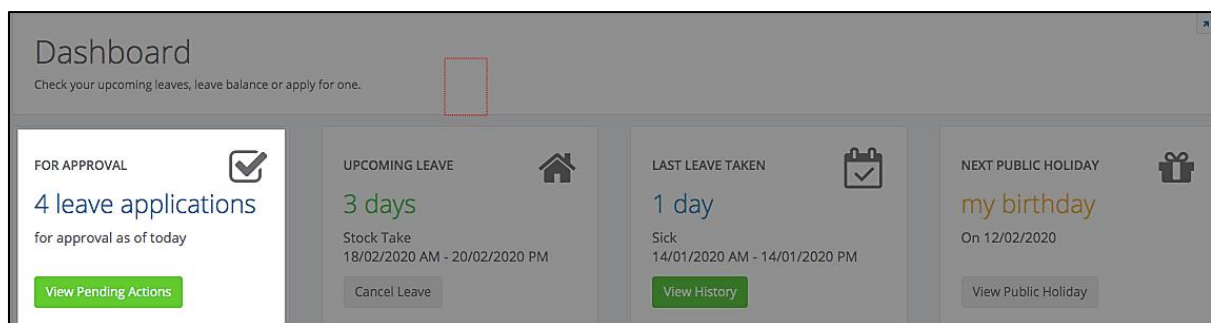 Dashboard
Check your upcoming leaves, leave balance or apply for one.
FOR APPROVAL
4 leave applications
for approval as of today
View Pending Actions
UPCOMING LEAVE
3 days
Stock Take
18/02/2020 AM - 20/02/2020 PM
Cancel Leave
LAST LEAVE TAKEN
1 day
Sick
14/01/2020 AM - 14/01/2020 PM
View History
NEXT PUBLIC HOLIDAY
my birthday
On 12/02/2020
View Public Holiday